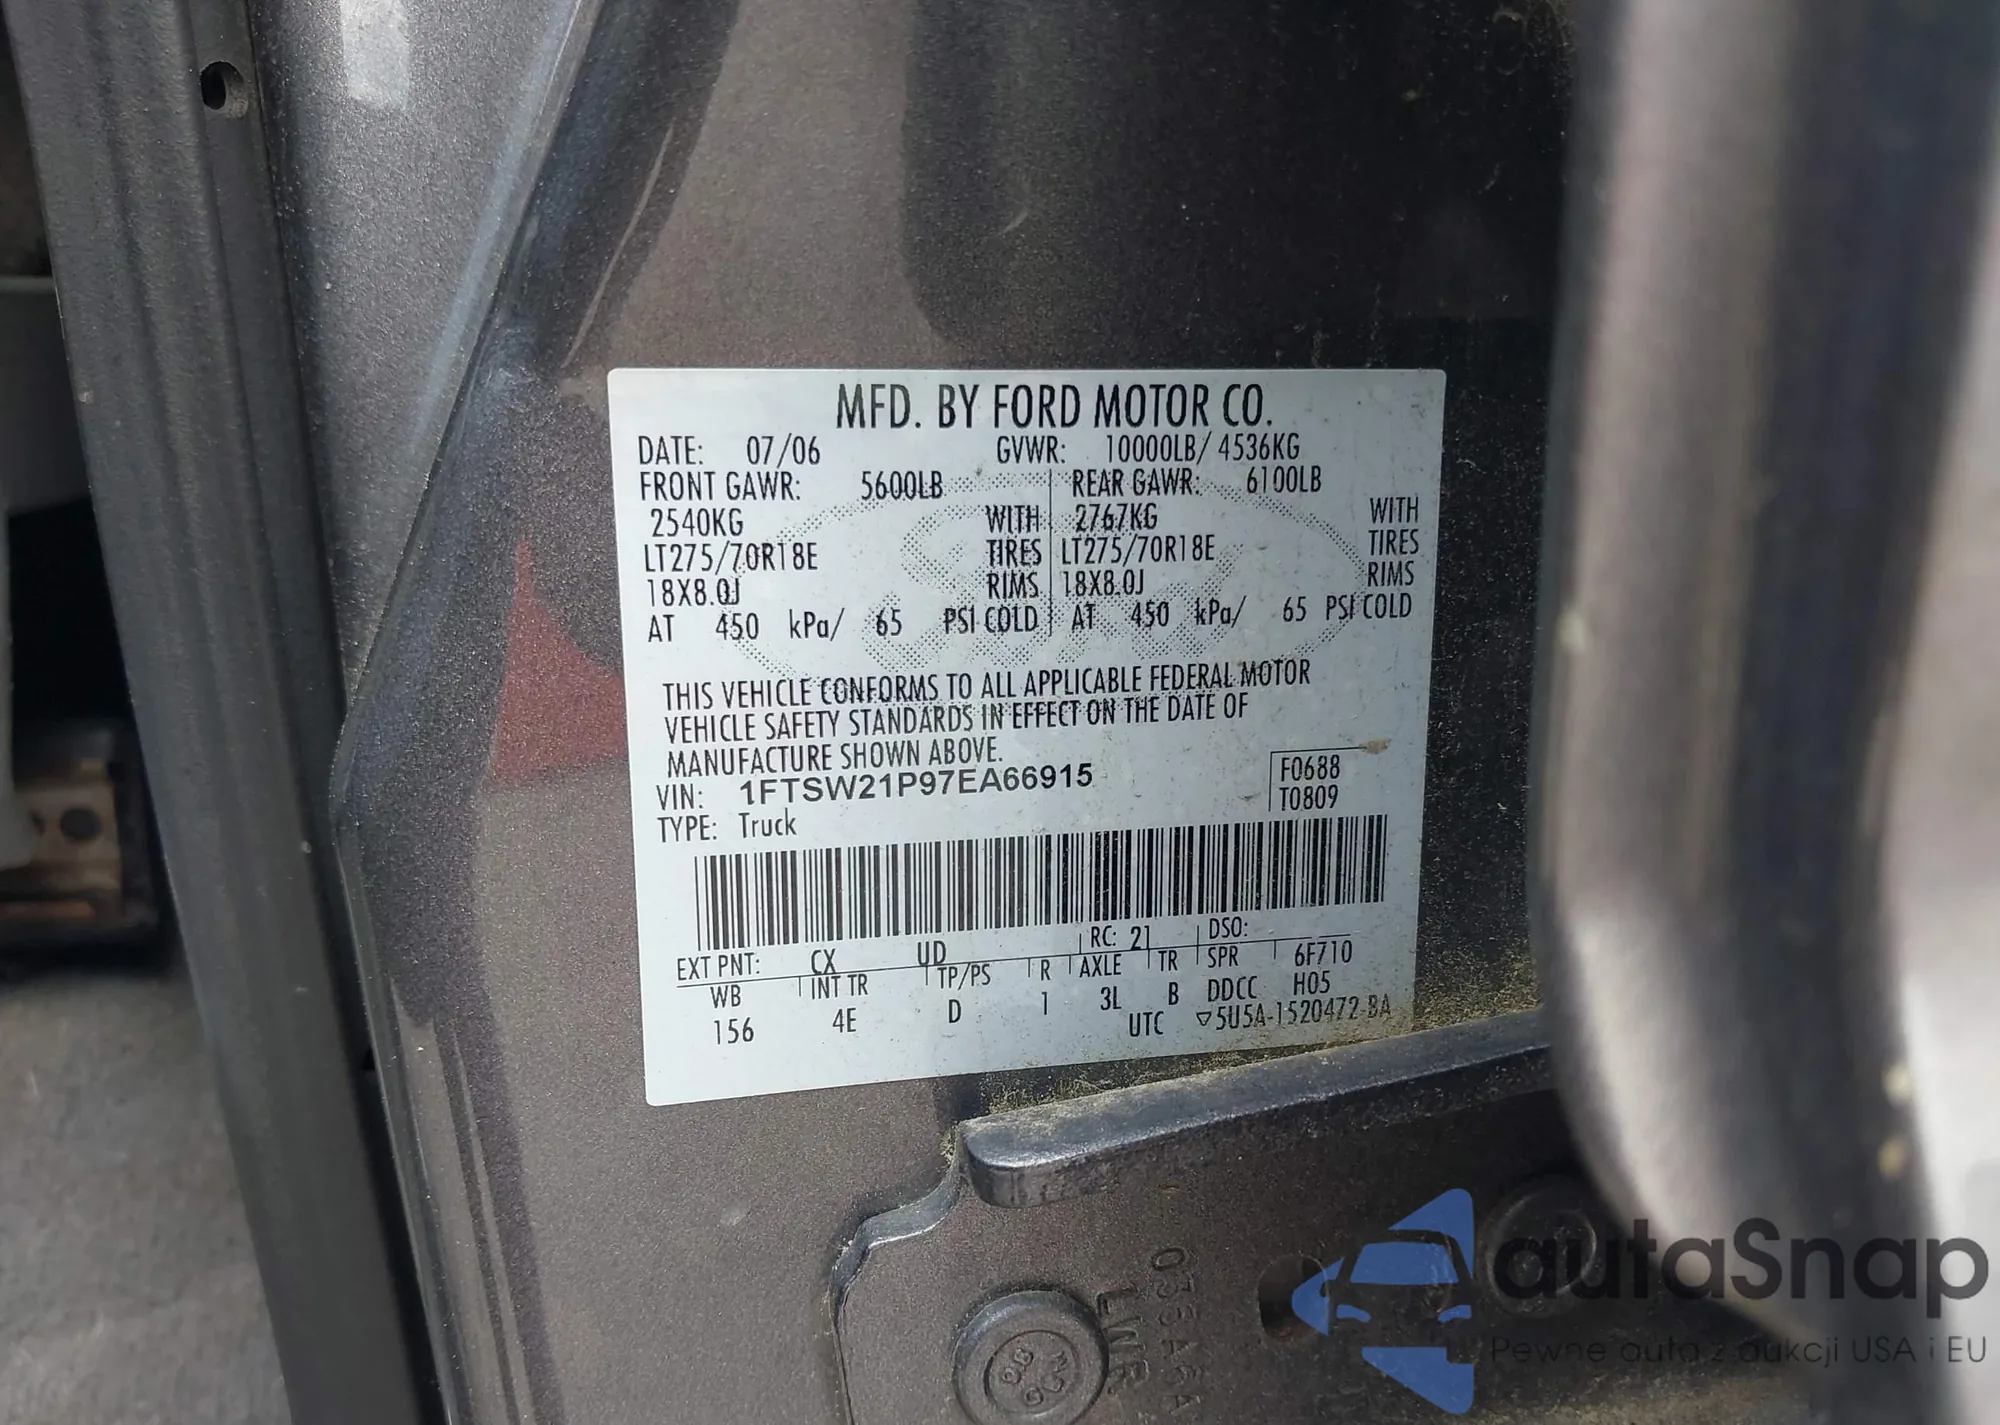 MFD. BY FORD MOTOR CO.
DATE: 07/06 GVWR: 10000LB/ 4536KG
FRONT GAWR: 5600LB REAR GAWR: 6100LB
2540KG WITH 2767KG WITH
LT275/70R18E TIRES LT275/70R18E TIRES
18X8.0J RIMS 18X8.0J RIMS
AT 450 kPa/ 65 PSI COLD AT 450 kPa/ 65 PSI COLD
THIS VEHICLE CONFORMS TO ALL APPLICABLE FEDERAL MOTOR
VEHICLE SAFETY STANDARDS IN EFFECT ON THE DATE OF
MANUFACTURE SHOWN ABOVE.
VIN: 1FTSW21P97EA66915 F0688
TYPE: Truck T0809
EXT PNT: CX UD RC: 21 DSO:
WB INT TR TP/PS R AXLE TR SPR 6F710
156 4E D 1 3L B DDCC H05
UTC ▽5U5A-1520472-BA
autaSnap
Pewne auta z aukcji USA i EU
LWR